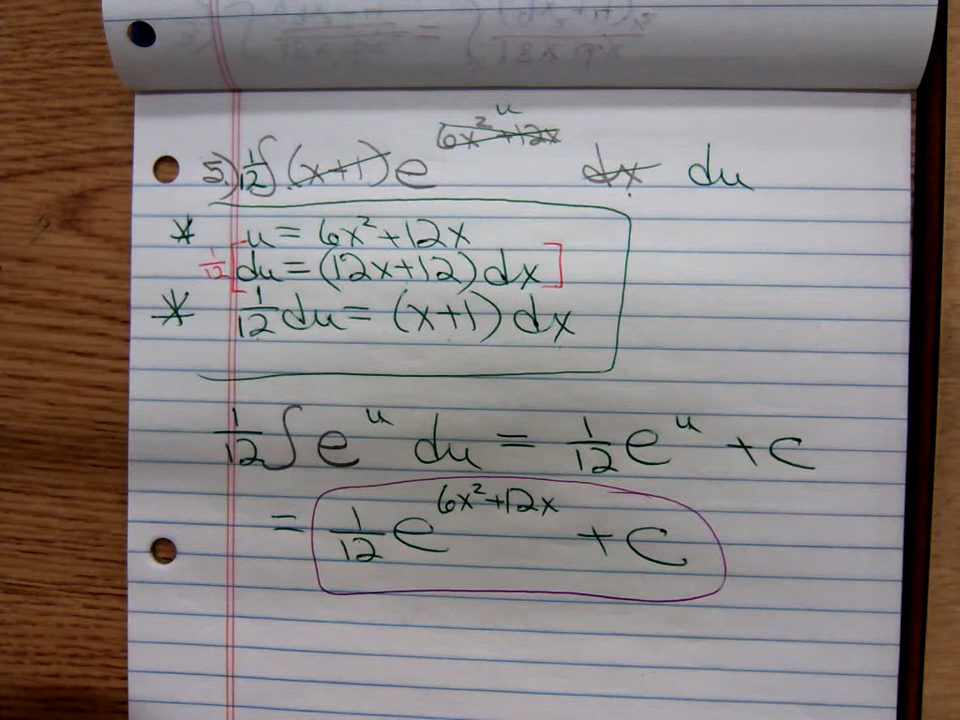 5.) 1/12 ∫ (x+1) e^6x²+12x u dx du
* u = 6x²+12x
1/12 [du = (12x+12)dx]
* 1/12 du = (x+1)dx
1/12 ∫ e^u du = 1/12 e^u + c
= 1/12 e^6x²+12x + c